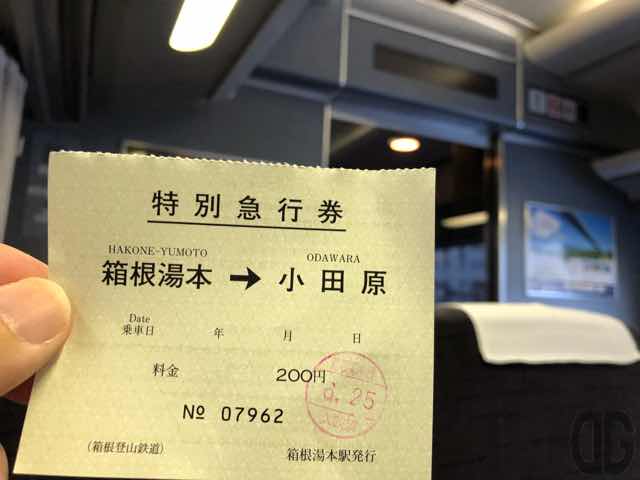 特別急行券
HAKONE-YUMOTO ODAWARA
箱根湯本 → 小田原
Date
乗車日 年 月 日
料金 200円
№ 07962
(箱根登山鉄道) 箱根湯本駅発行